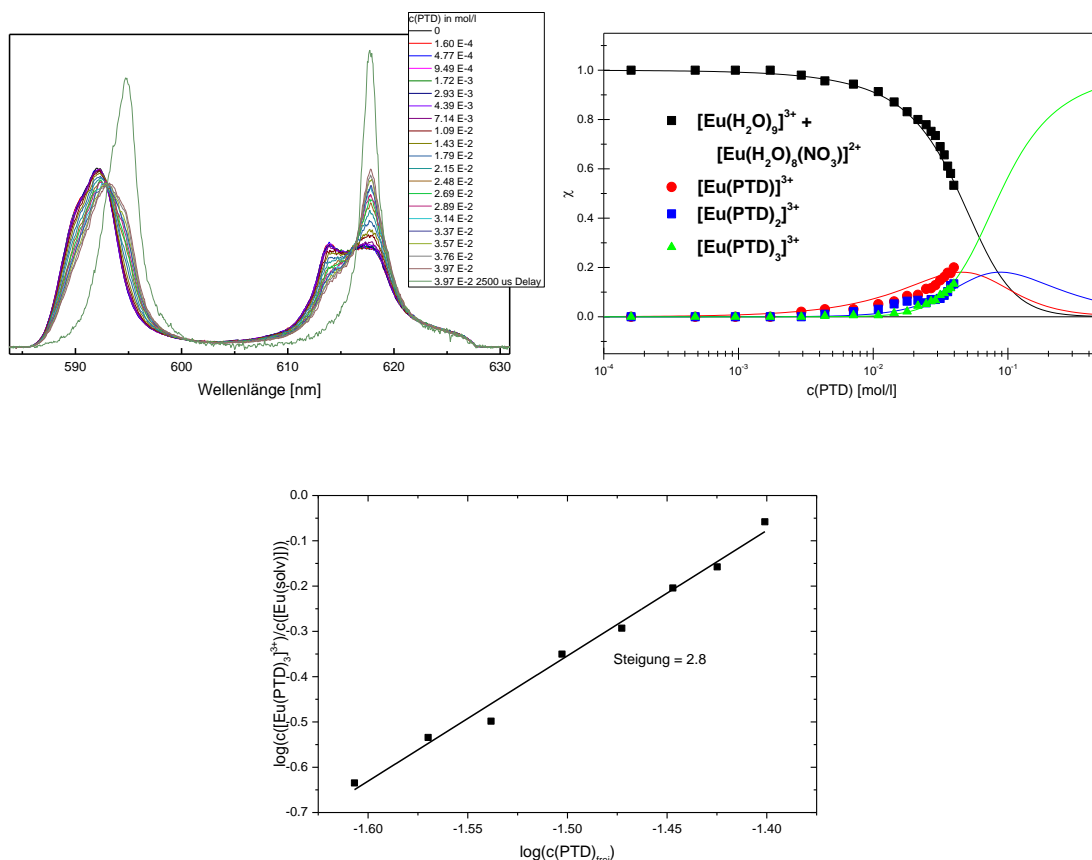 c(PTD) in mol/l
0
1.60 E-4
4.77 E-4
9.49 E-4
1.72 E-3
2.93 E-3
4.39 E-3
7.14 E-3
1.09 E-2
1.43 E-2
1.79 E-2
2.15 E-2
2.48 E-2
2.69 E-2
2.89 E-2
3.14 E-2
3.37 E-2
3.57 E-2
3.76 E-2
3.97 E-2
3.97 E-2 2500 us Delay
590 600 610 620 630
Wellenlänge [nm]
1.0
0.8
0.6
0.4
0.2
0.0
χ
[Eu(H₂O)₉]³⁺ +
[Eu(H₂O)₈(NO₃)]²⁺
[Eu(PTD)]³⁺
[Eu(PTD)₂]³⁺
[Eu(PTD)₃]³⁺
10⁻⁴ 10⁻³ 10⁻² 10⁻¹
c(PTD) [mol/l]
0.0
-0.1
-0.2
-0.3
-0.4
-0.5
-0.6
-0.7
log(c([Eu(PTD)₃]³⁺)/c([Eu(solv)]))
Steigung = 2.8
-1.60 -1.55 -1.50 -1.45 -1.40
log(c(PTD)frei)